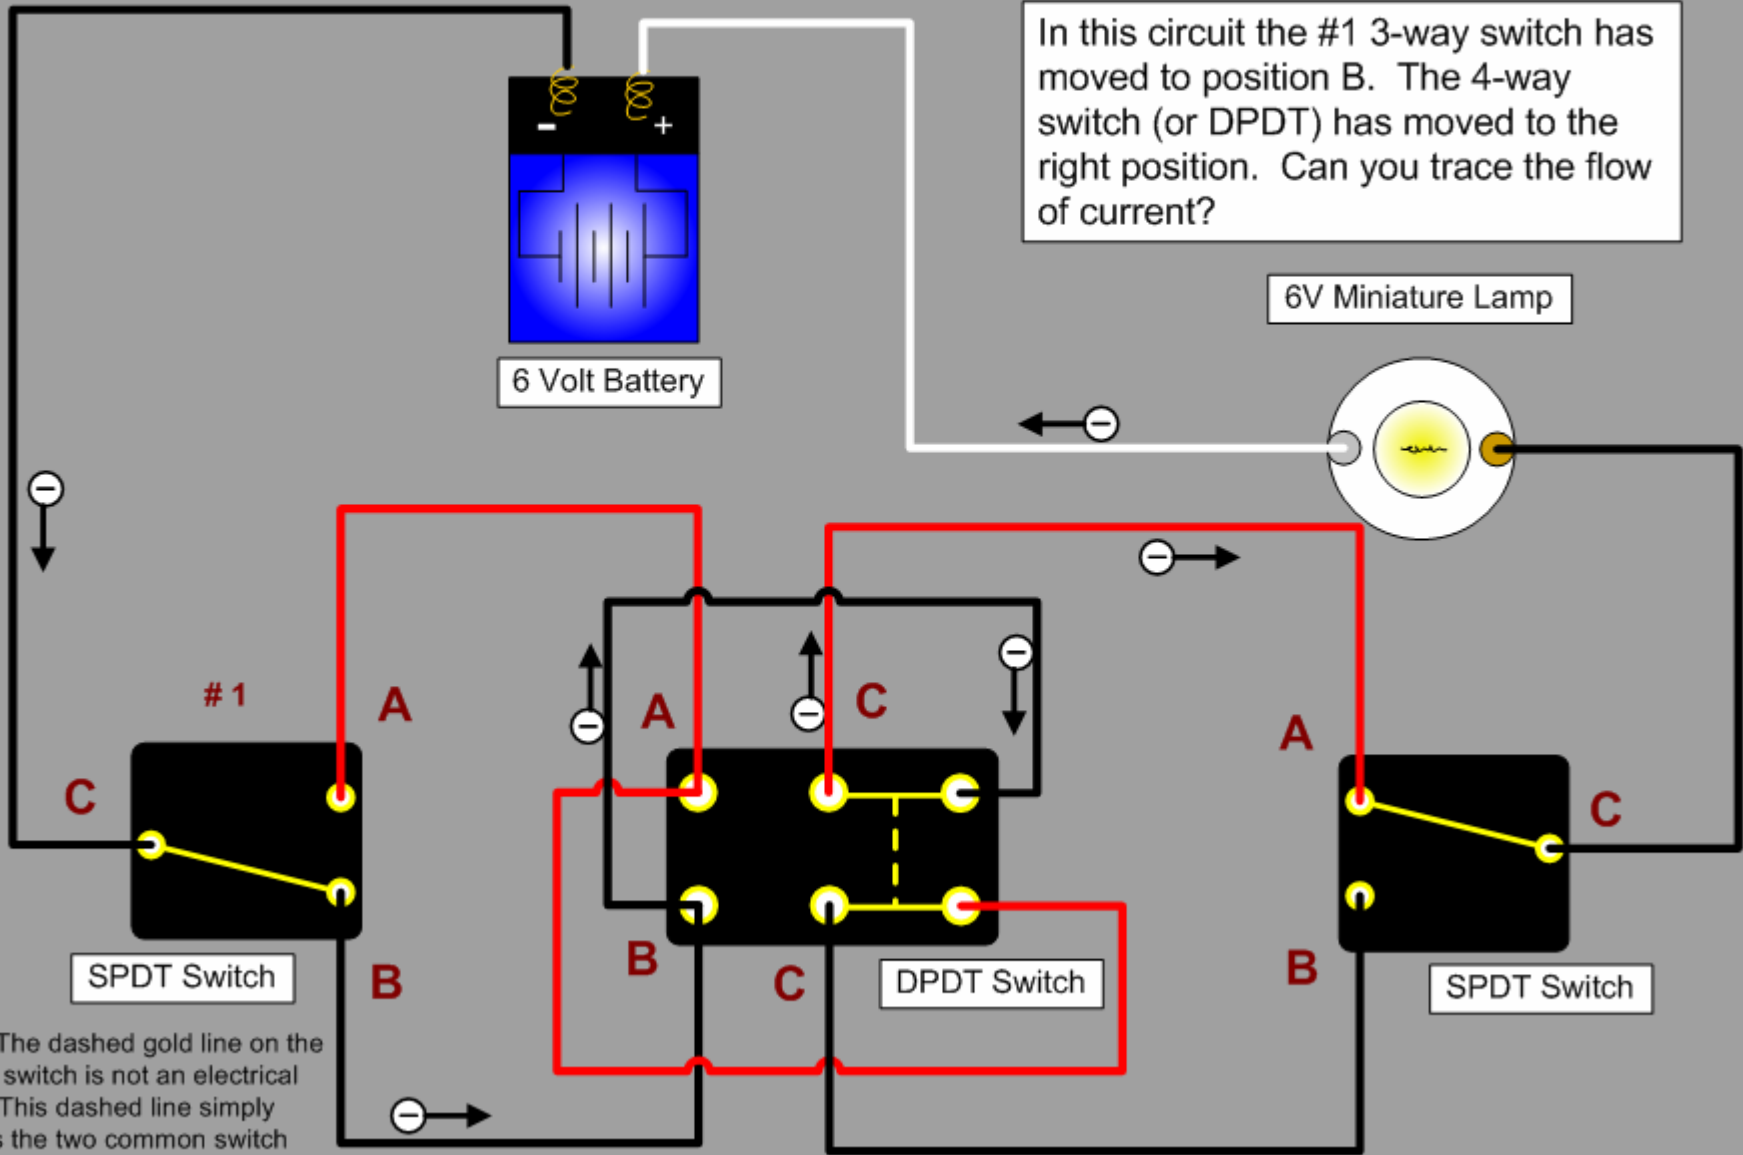 In this circuit the #1 3-way switch has
moved to position B. The 4-way
switch (or DPDT) has moved to the
right position. Can you trace the flow
of current?
- +
6V Miniature Lamp
6 Volt Battery
# 1
A
A
C
A
C
C
B
B
C
B
SPDT Switch
DPDT Switch
SPDT Switch
The dashed gold line on the
switch is not an electrical
This dashed line simply
the two common switch